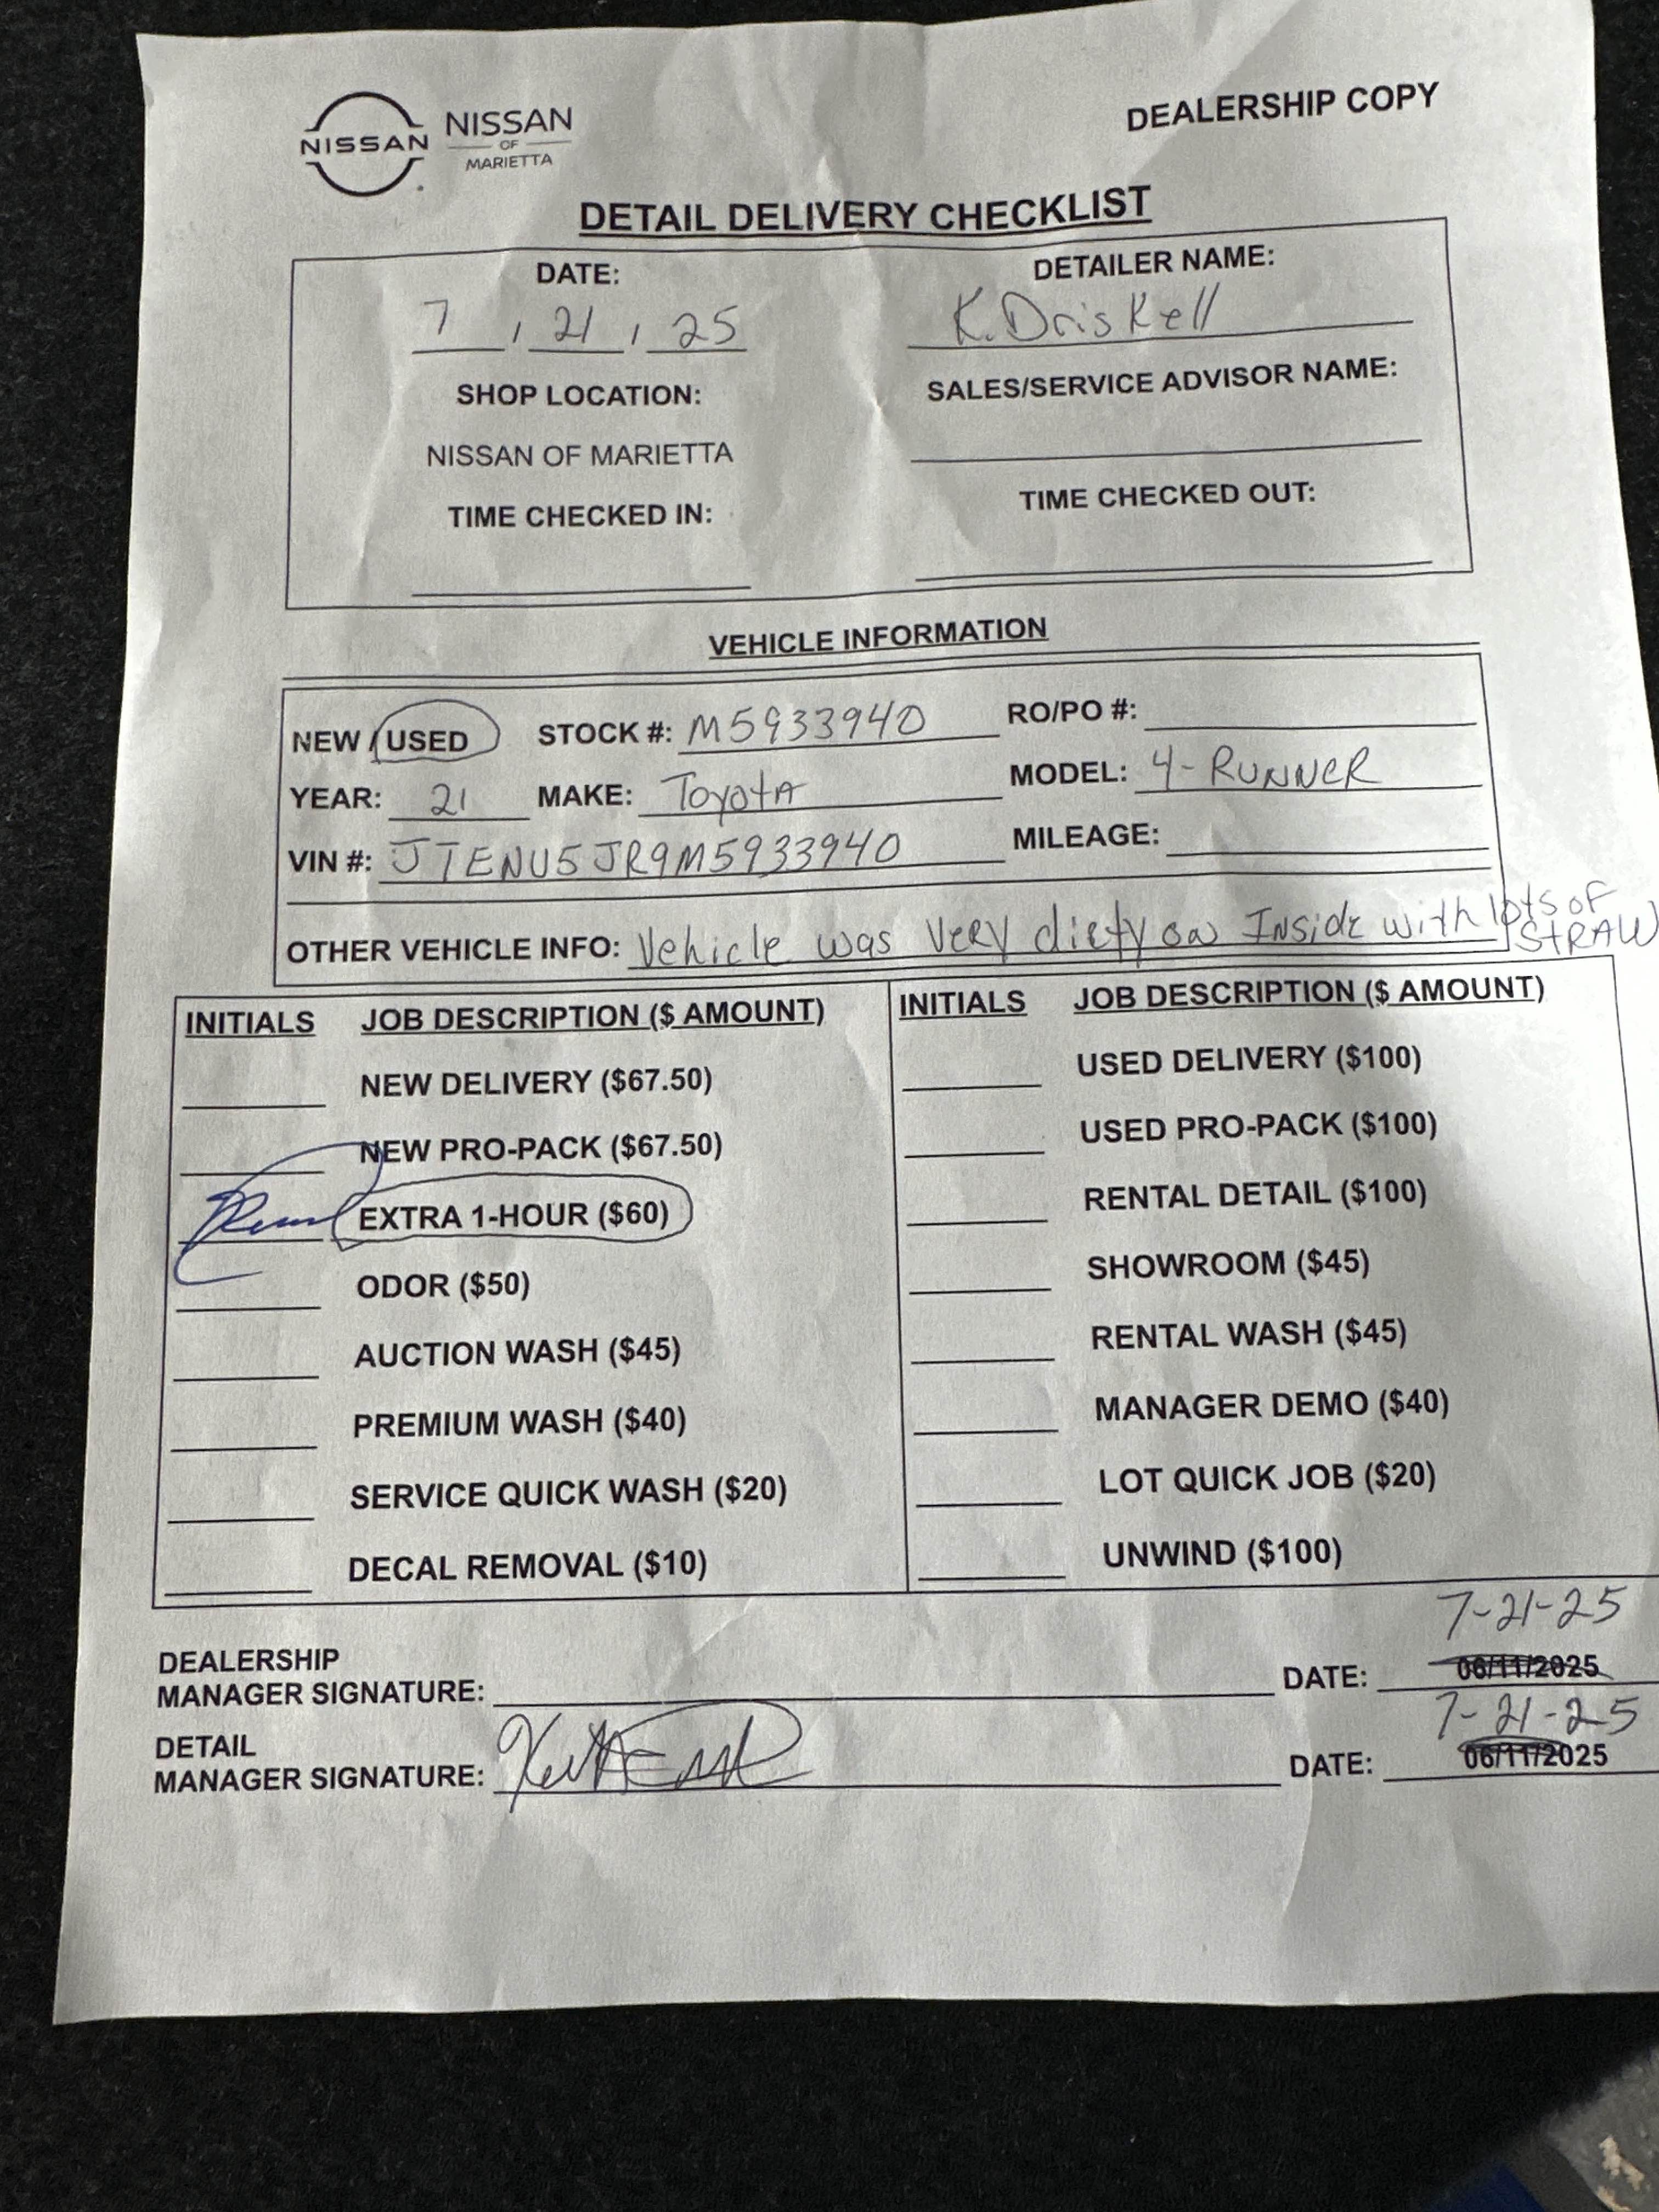 DEALERSHIP COPY
NISSAN NISSAN
OF
MARIETTA
DETAIL DELIVERY CHECKLIST
DATE: DETAILER NAME:
7 , 21 , 25 K. Driskell
SHOP LOCATION: SALES/SERVICE ADVISOR NAME:
NISSAN OF MARIETTA
TIME CHECKED IN: TIME CHECKED OUT:
VEHICLE INFORMATION
NEW / USED STOCK #: M5933940 RO/PO #:
YEAR: 21 MAKE: Toyota MODEL: 4-RUNNER
VIN #: JTENU5JR9M5933940 MILEAGE:
OTHER VEHICLE INFO: Vehicle was Very dirty on Inside with lots of
STRAW
INITIALS JOB DESCRIPTION ($ AMOUNT) INITIALS JOB DESCRIPTION ($ AMOUNT)
NEW DELIVERY ($67.50) USED DELIVERY ($100)
NEW PRO-PACK ($67.50) USED PRO-PACK ($100)
EXTRA 1-HOUR ($60) RENTAL DETAIL ($100)
ODOR ($50) SHOWROOM ($45)
AUCTION WASH ($45) RENTAL WASH ($45)
PREMIUM WASH ($40) MANAGER DEMO ($40)
SERVICE QUICK WASH ($20) LOT QUICK JOB ($20)
DECAL REMOVAL ($10) UNWIND ($100)
7-21-25
DEALERSHIP
MANAGER SIGNATURE: DATE: 06/11/2025
7-21-25
DETAIL
MANAGER SIGNATURE: DATE: 06/11/2025